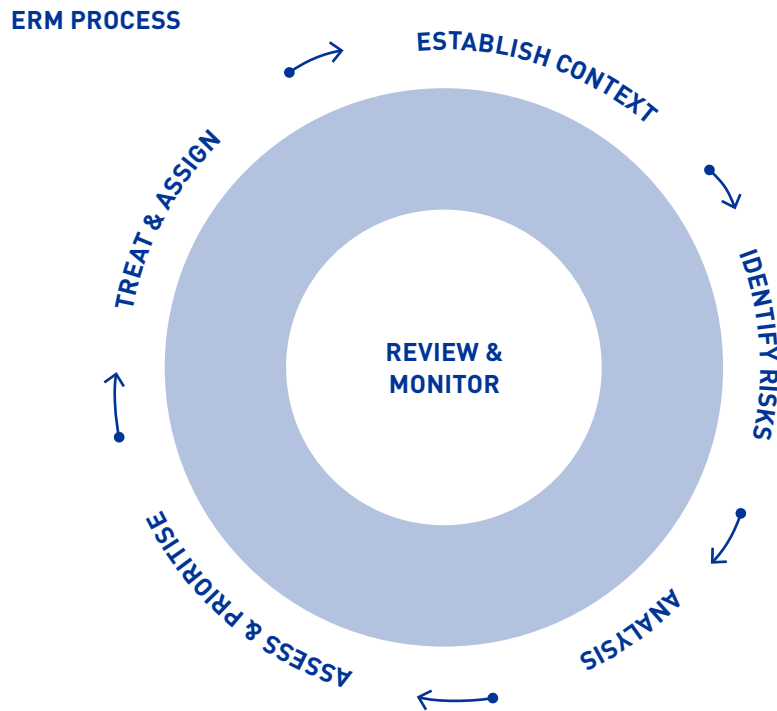 ERM PROCESS
ESTABLISH CONTEXT
IDENTIFY RISKS
ANALYSIS
ASSESS & PRIORITISE
TREAT & ASSIGN
REVIEW &
MONITOR